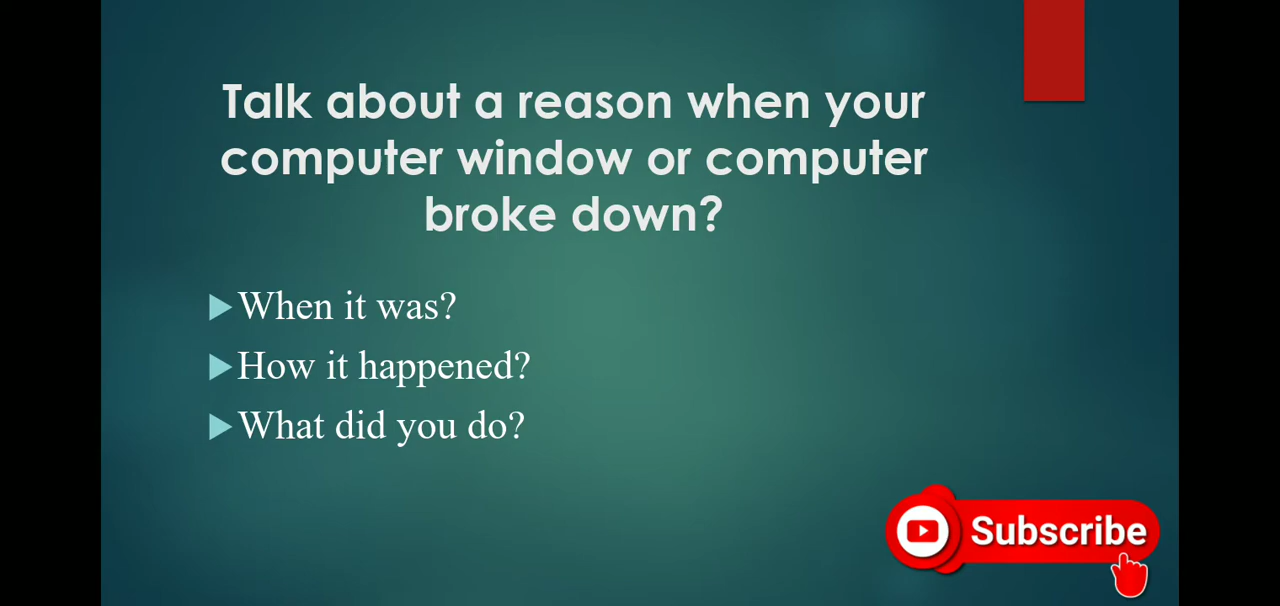 Talk about a reason when your
computer window or computer
broke down?
When it was?
How it happened?
What did you do?
Subscribe